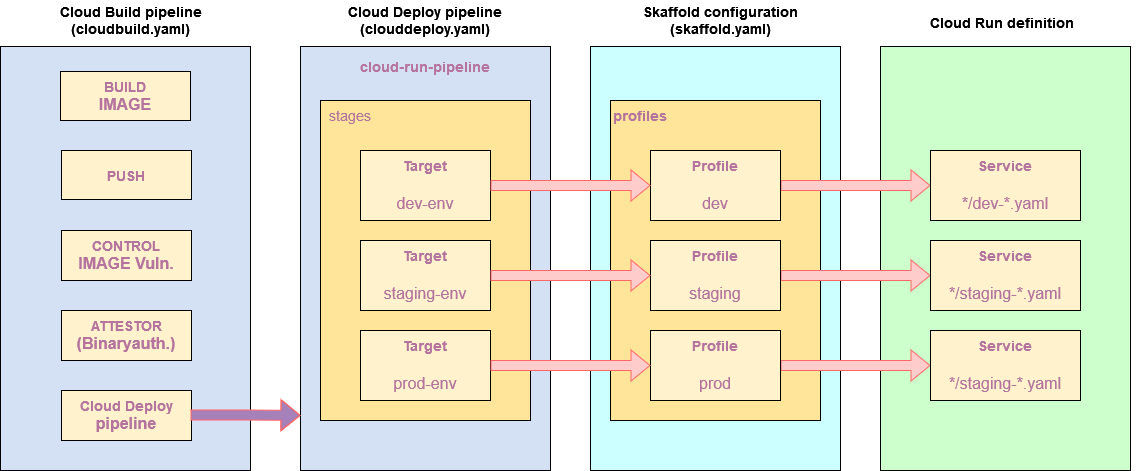 Cloud Build pipeline
(cloudbuild.yaml)
BUILD
IMAGE
PUSH
CONTROL
IMAGE Vuln.
ATTESTOR
(Binaryauth.)
Cloud Deploy
pipeline
Cloud Deploy pipeline
(clouddeploy.yaml)
cloud-run-pipeline
stages
Target
dev-env
Target
staging-env
Target
prod-env
Skaffold configuration
(skaffold.yaml)
profiles
Profile
dev
Profile
staging
Profile
prod
Cloud Run definition
Service
*/dev-*.yaml
Service
*/staging-*.yaml
Service
*/staging-*.yaml